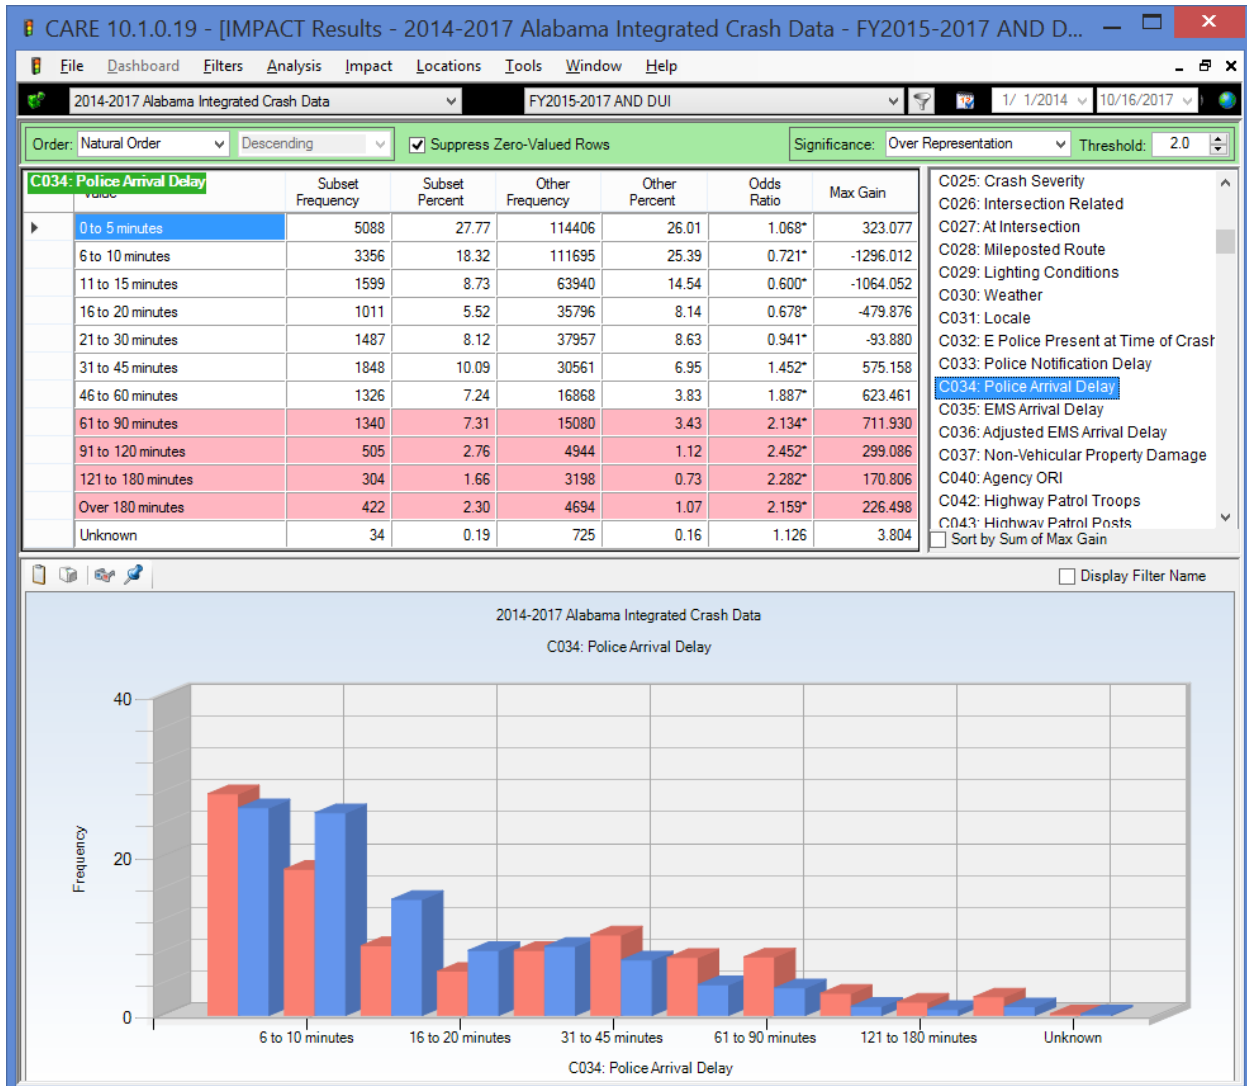 CARE 10.1.0.19 - [IMPACT Results - 2014-2017 Alabama Integrated Crash Data - FY2015-2017 AND D...
File Dashboard Filters Analysis Impact Locations Tools Window Help
2014-2017 Alabama Integrated Crash Data FY2015-2017 AND DUI 1/ 1/2014 10/16/2017
Order: Natural Order Descending Suppress Zero-Valued Rows Significance: Over Representation Threshold: 2.0
C034: Police Arrival Delay
Subset Frequency Subset Percent Other Frequency Other Percent Odds Ratio Max Gain
0 to 5 minutes 5088 27.77 114406 26.01 1.068* 323.077
6 to 10 minutes 3356 18.32 111695 25.39 0.721* -1296.012
11 to 15 minutes 1599 8.73 63940 14.54 0.600* -1064.052
16 to 20 minutes 1011 5.52 35796 8.14 0.678* -479.876
21 to 30 minutes 1487 8.12 37957 8.63 0.941* -93.880
31 to 45 minutes 1848 10.09 30561 6.95 1.452* 575.158
46 to 60 minutes 1326 7.24 16868 3.83 1.887* 623.461
61 to 90 minutes 1340 7.31 15080 3.43 2.134* 711.930
91 to 120 minutes 505 2.76 4944 1.12 2.452* 299.086
121 to 180 minutes 304 1.66 3198 0.73 2.282* 170.806
Over 180 minutes 422 2.30 4694 1.07 2.159* 226.498
Unknown 34 0.19 725 0.16 1.126 3.804
C025: Crash Severity
C026: Intersection Related
C027: At Intersection
C028: Mileposted Route
C029: Lighting Conditions
C030: Weather
C031: Locale
C032: E Police Present at Time of Crash
C033: Police Notification Delay
C034: Police Arrival Delay
C035: EMS Arrival Delay
C036: Adjusted EMS Arrival Delay
C037: Non-Vehicular Property Damage
C040: Agency ORI
C042: Highway Patrol Troops
C043: Highway Patrol Posts
Sort by Sum of Max Gain
Display Filter Name
2014-2017 Alabama Integrated Crash Data
C034: Police Arrival Delay
Frequency
40
20
0
6 to 10 minutes 16 to 20 minutes 31 to 45 minutes 61 to 90 minutes 121 to 180 minutes Unknown
C034: Police Arrival Delay